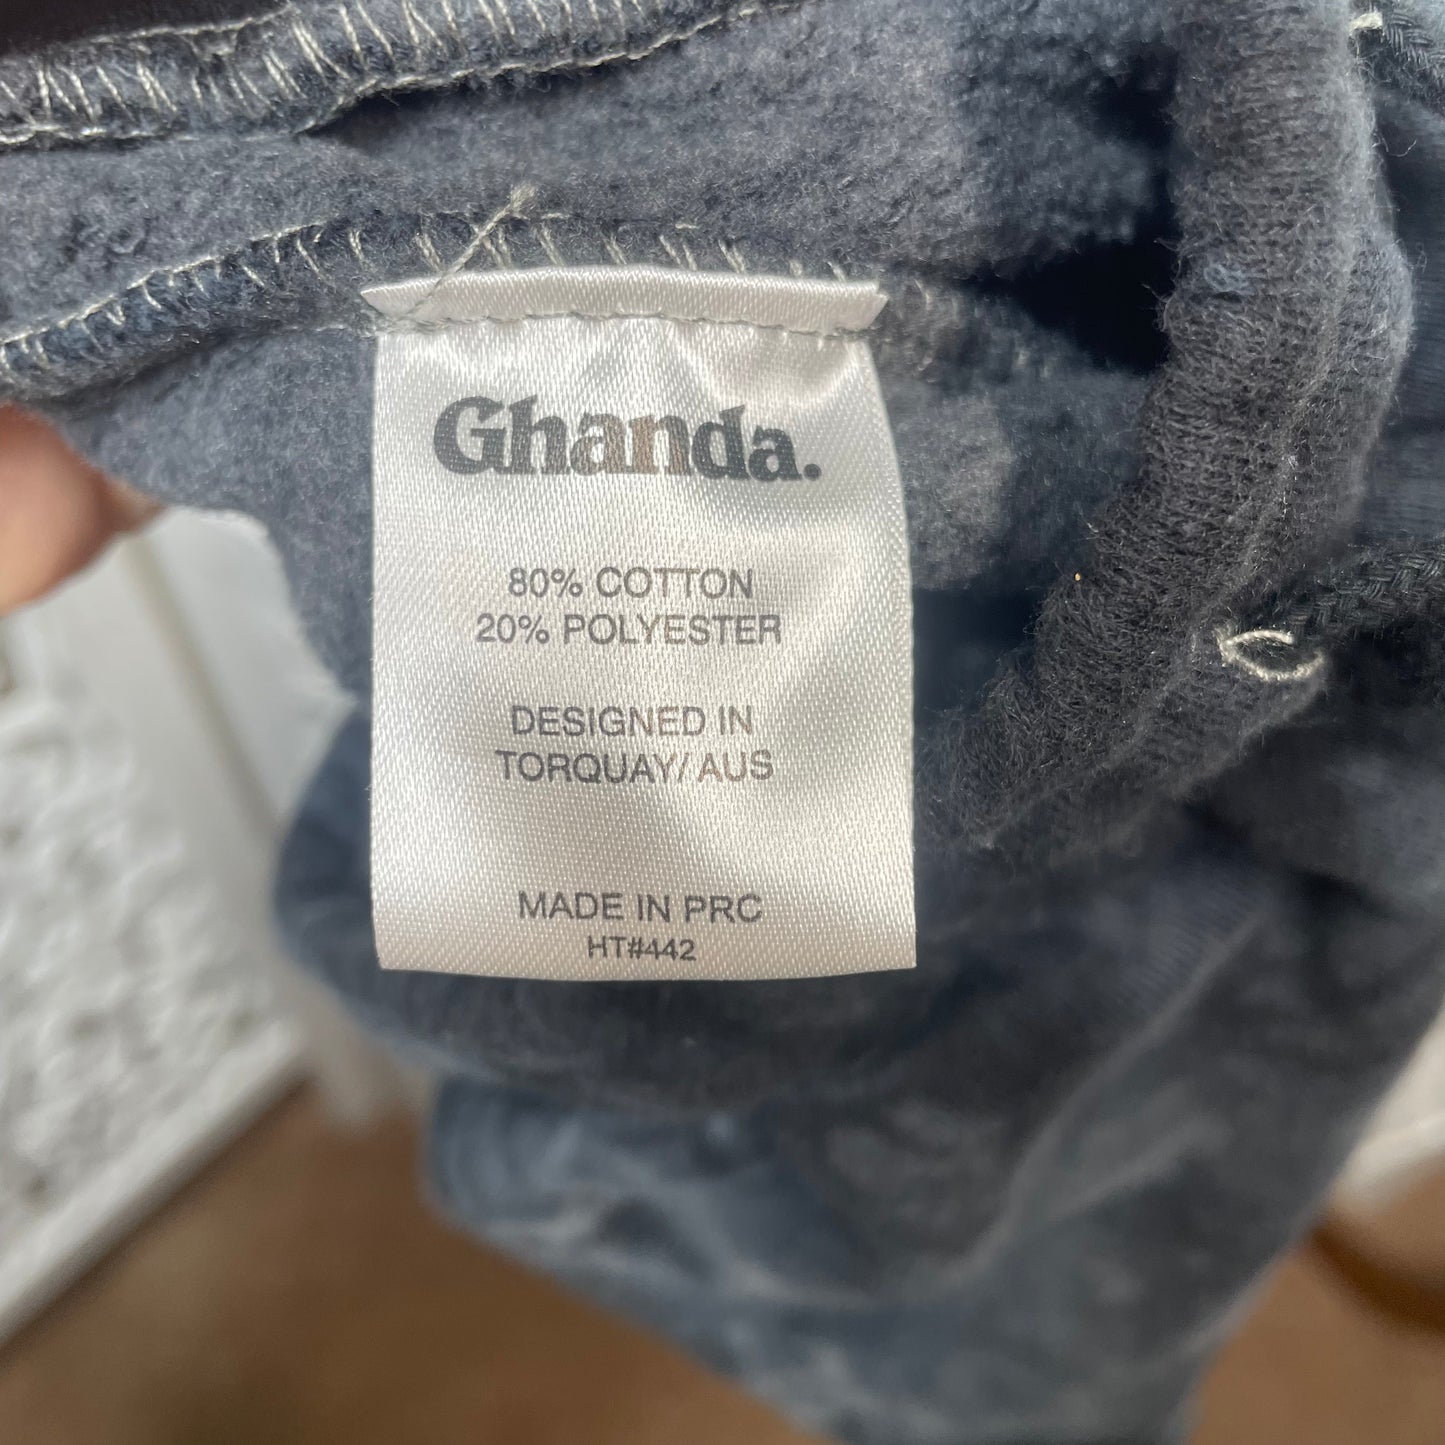 Ghanda.
80% COTTON
20% POLYESTER
DESIGNED IN
TORQUAY/ AUS
MADE IN PRC
HT#442